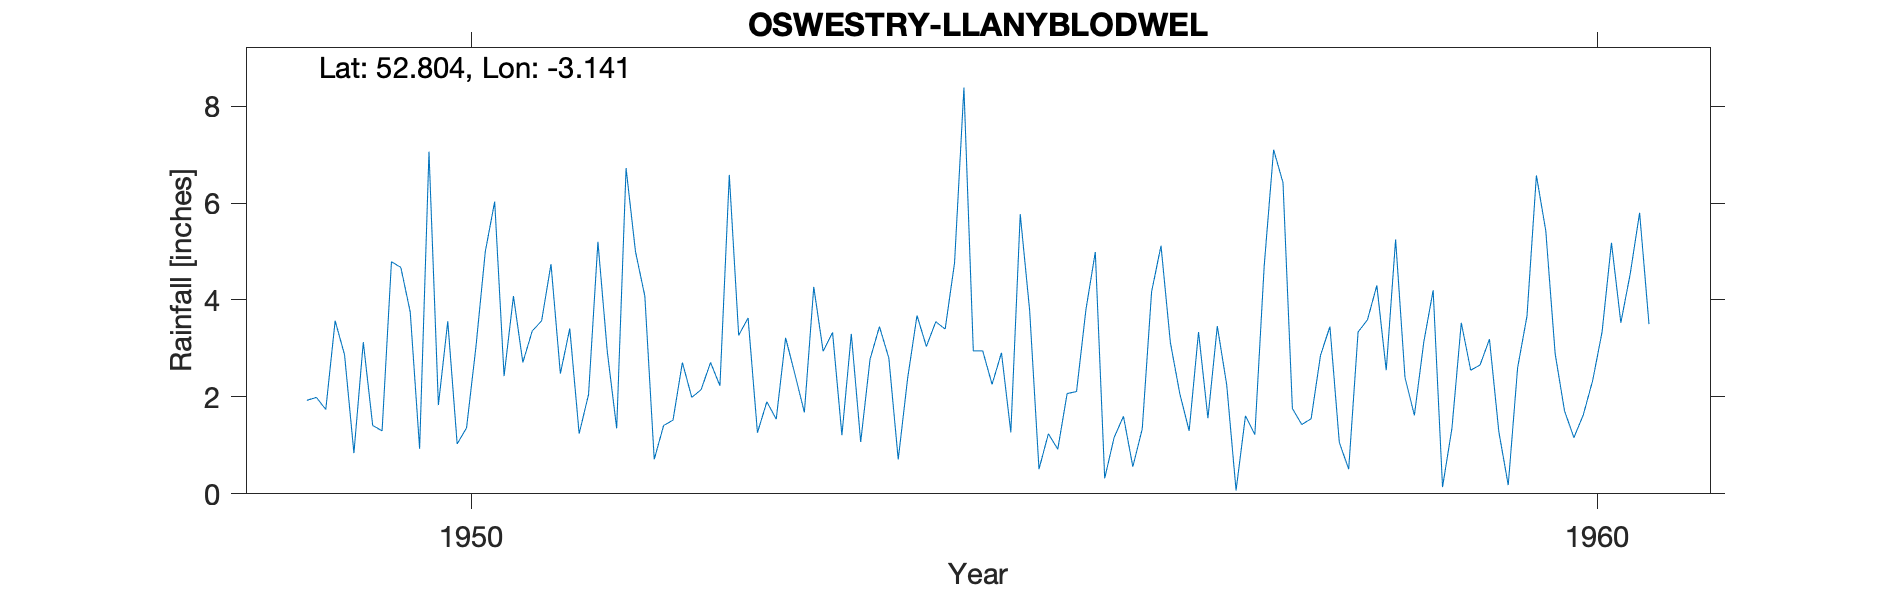 OSWESTRY-LLANYBLODWEL
Lat: 52.804, Lon: -3.141
8
6
4
2
0
Rainfall [inches]
1950
1960
Year